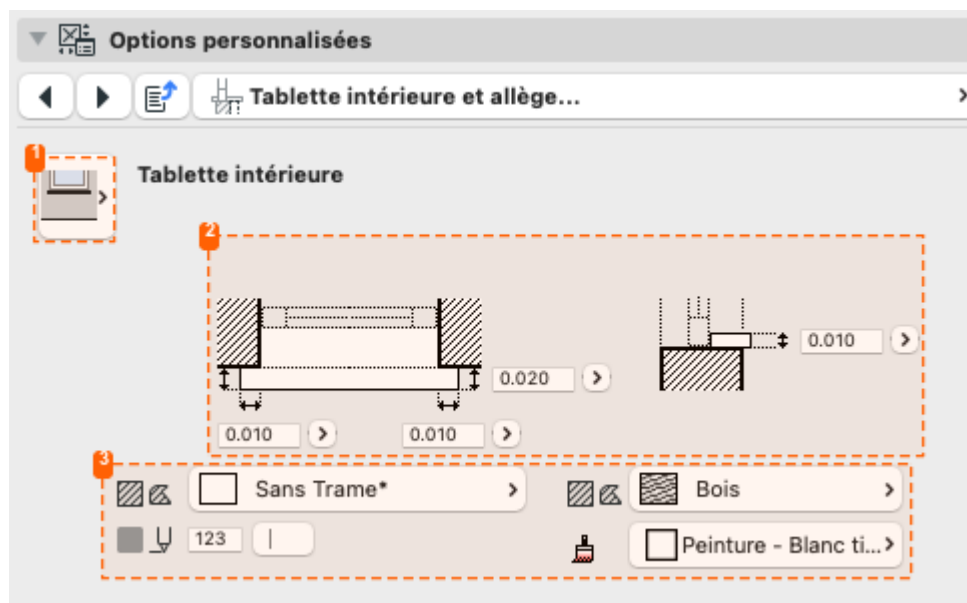 Options personnalisées
Tablette intérieure et allège...
1
Tablette intérieure
2
0.010
0.020
0.010 0.010
3
Sans Trame* Bois
123 Peinture - Blanc ti...